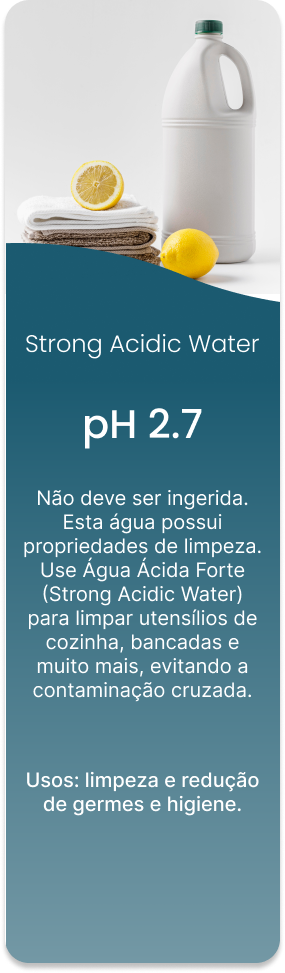 Strong Acidic Water
pH 2.7
Não deve ser ingerida.
Esta água possui
propriedades de limpeza.
Use Água Ácida Forte
(Strong Acidic Water)
para limpar utensílios de
cozinha, bancadas e
muito mais, evitando a
contaminação cruzada.
Usos: limpeza e redução
de germes e higiene.